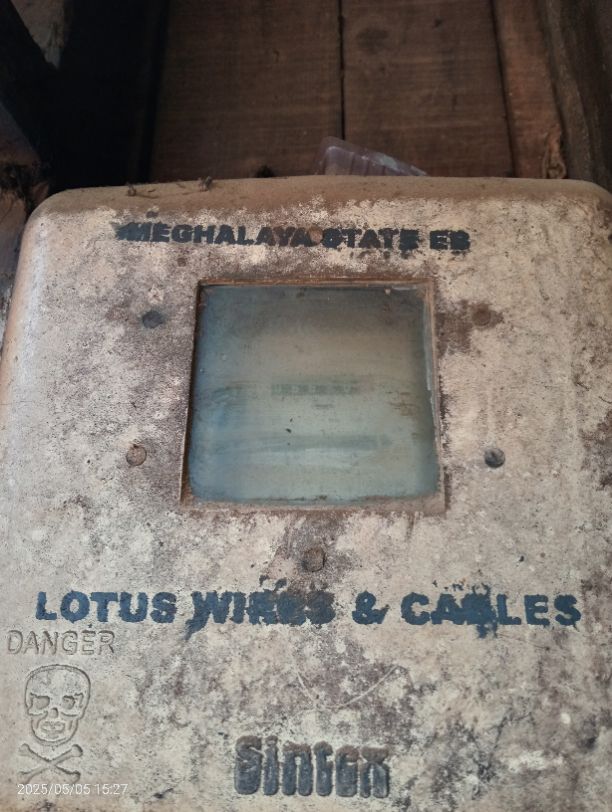 MEGHALAYA STATE EB
LOTUS WIRES & CABLES
DANGER
Sintex
2025/05/05 15:27